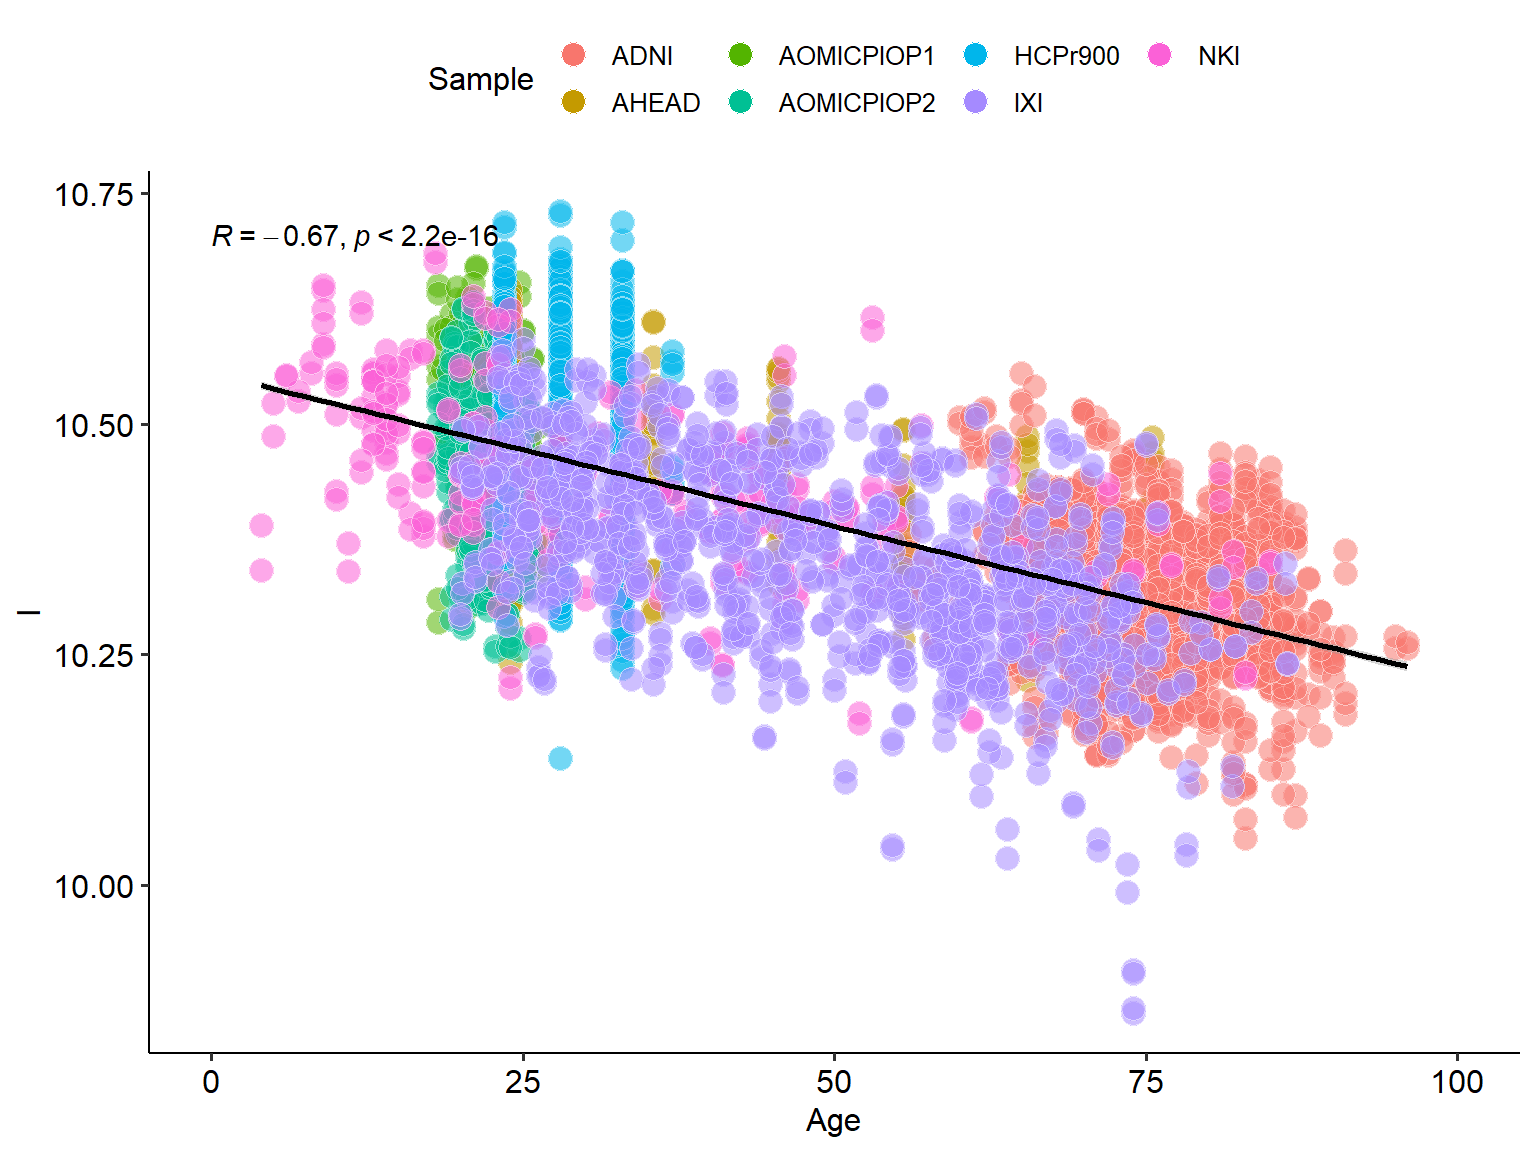 Sample
ADNI
AOMICPIOP1
HCPr900
NKI
AHEAD
AOMICPIOP2
IXI
10.75
R = −0.67, p < 2.2e-16
10.50
I
10.25
10.00
0
25
50
75
100
Age